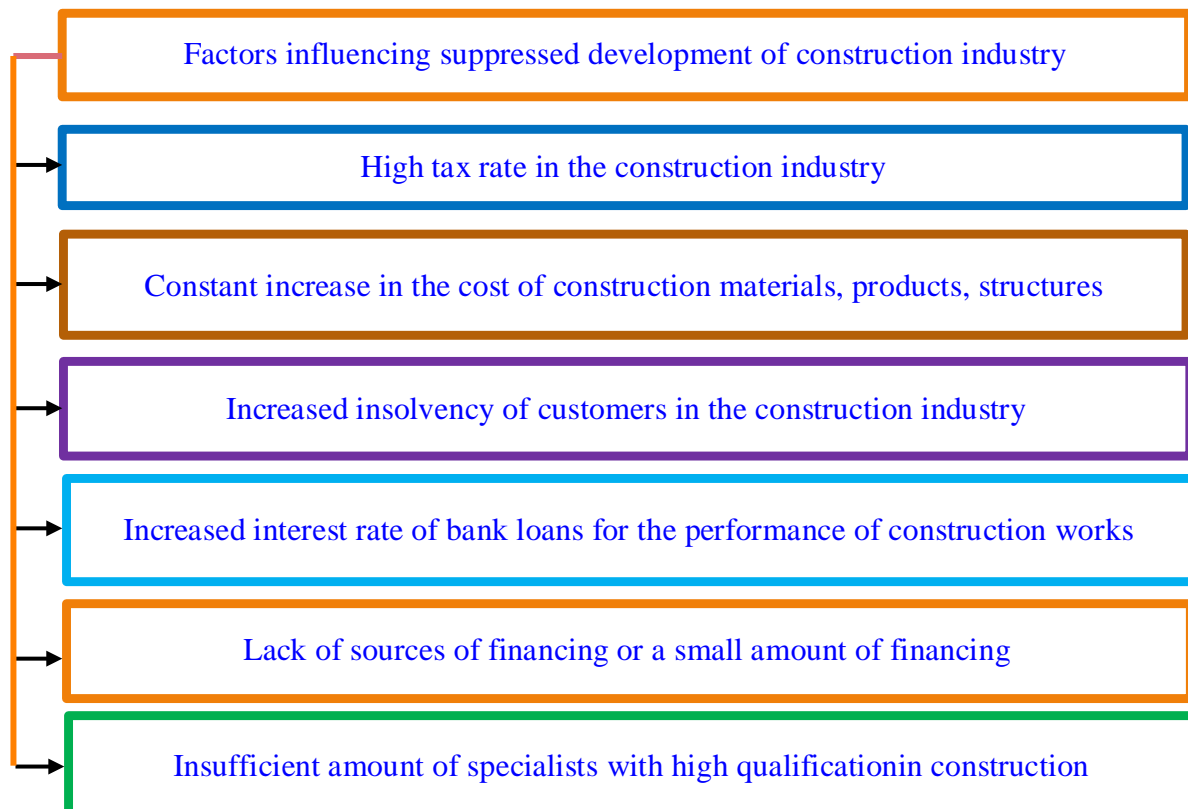 Factors influencing suppressed development of construction industry
High tax rate in the construction industry
Constant increase in the cost of construction materials, products, structures
Increased insolvency of customers in the construction industry
Increased interest rate of bank loans for the performance of construction works
Lack of sources of financing or a small amount of financing
Insufficient amount of specialists with high qualificationin construction